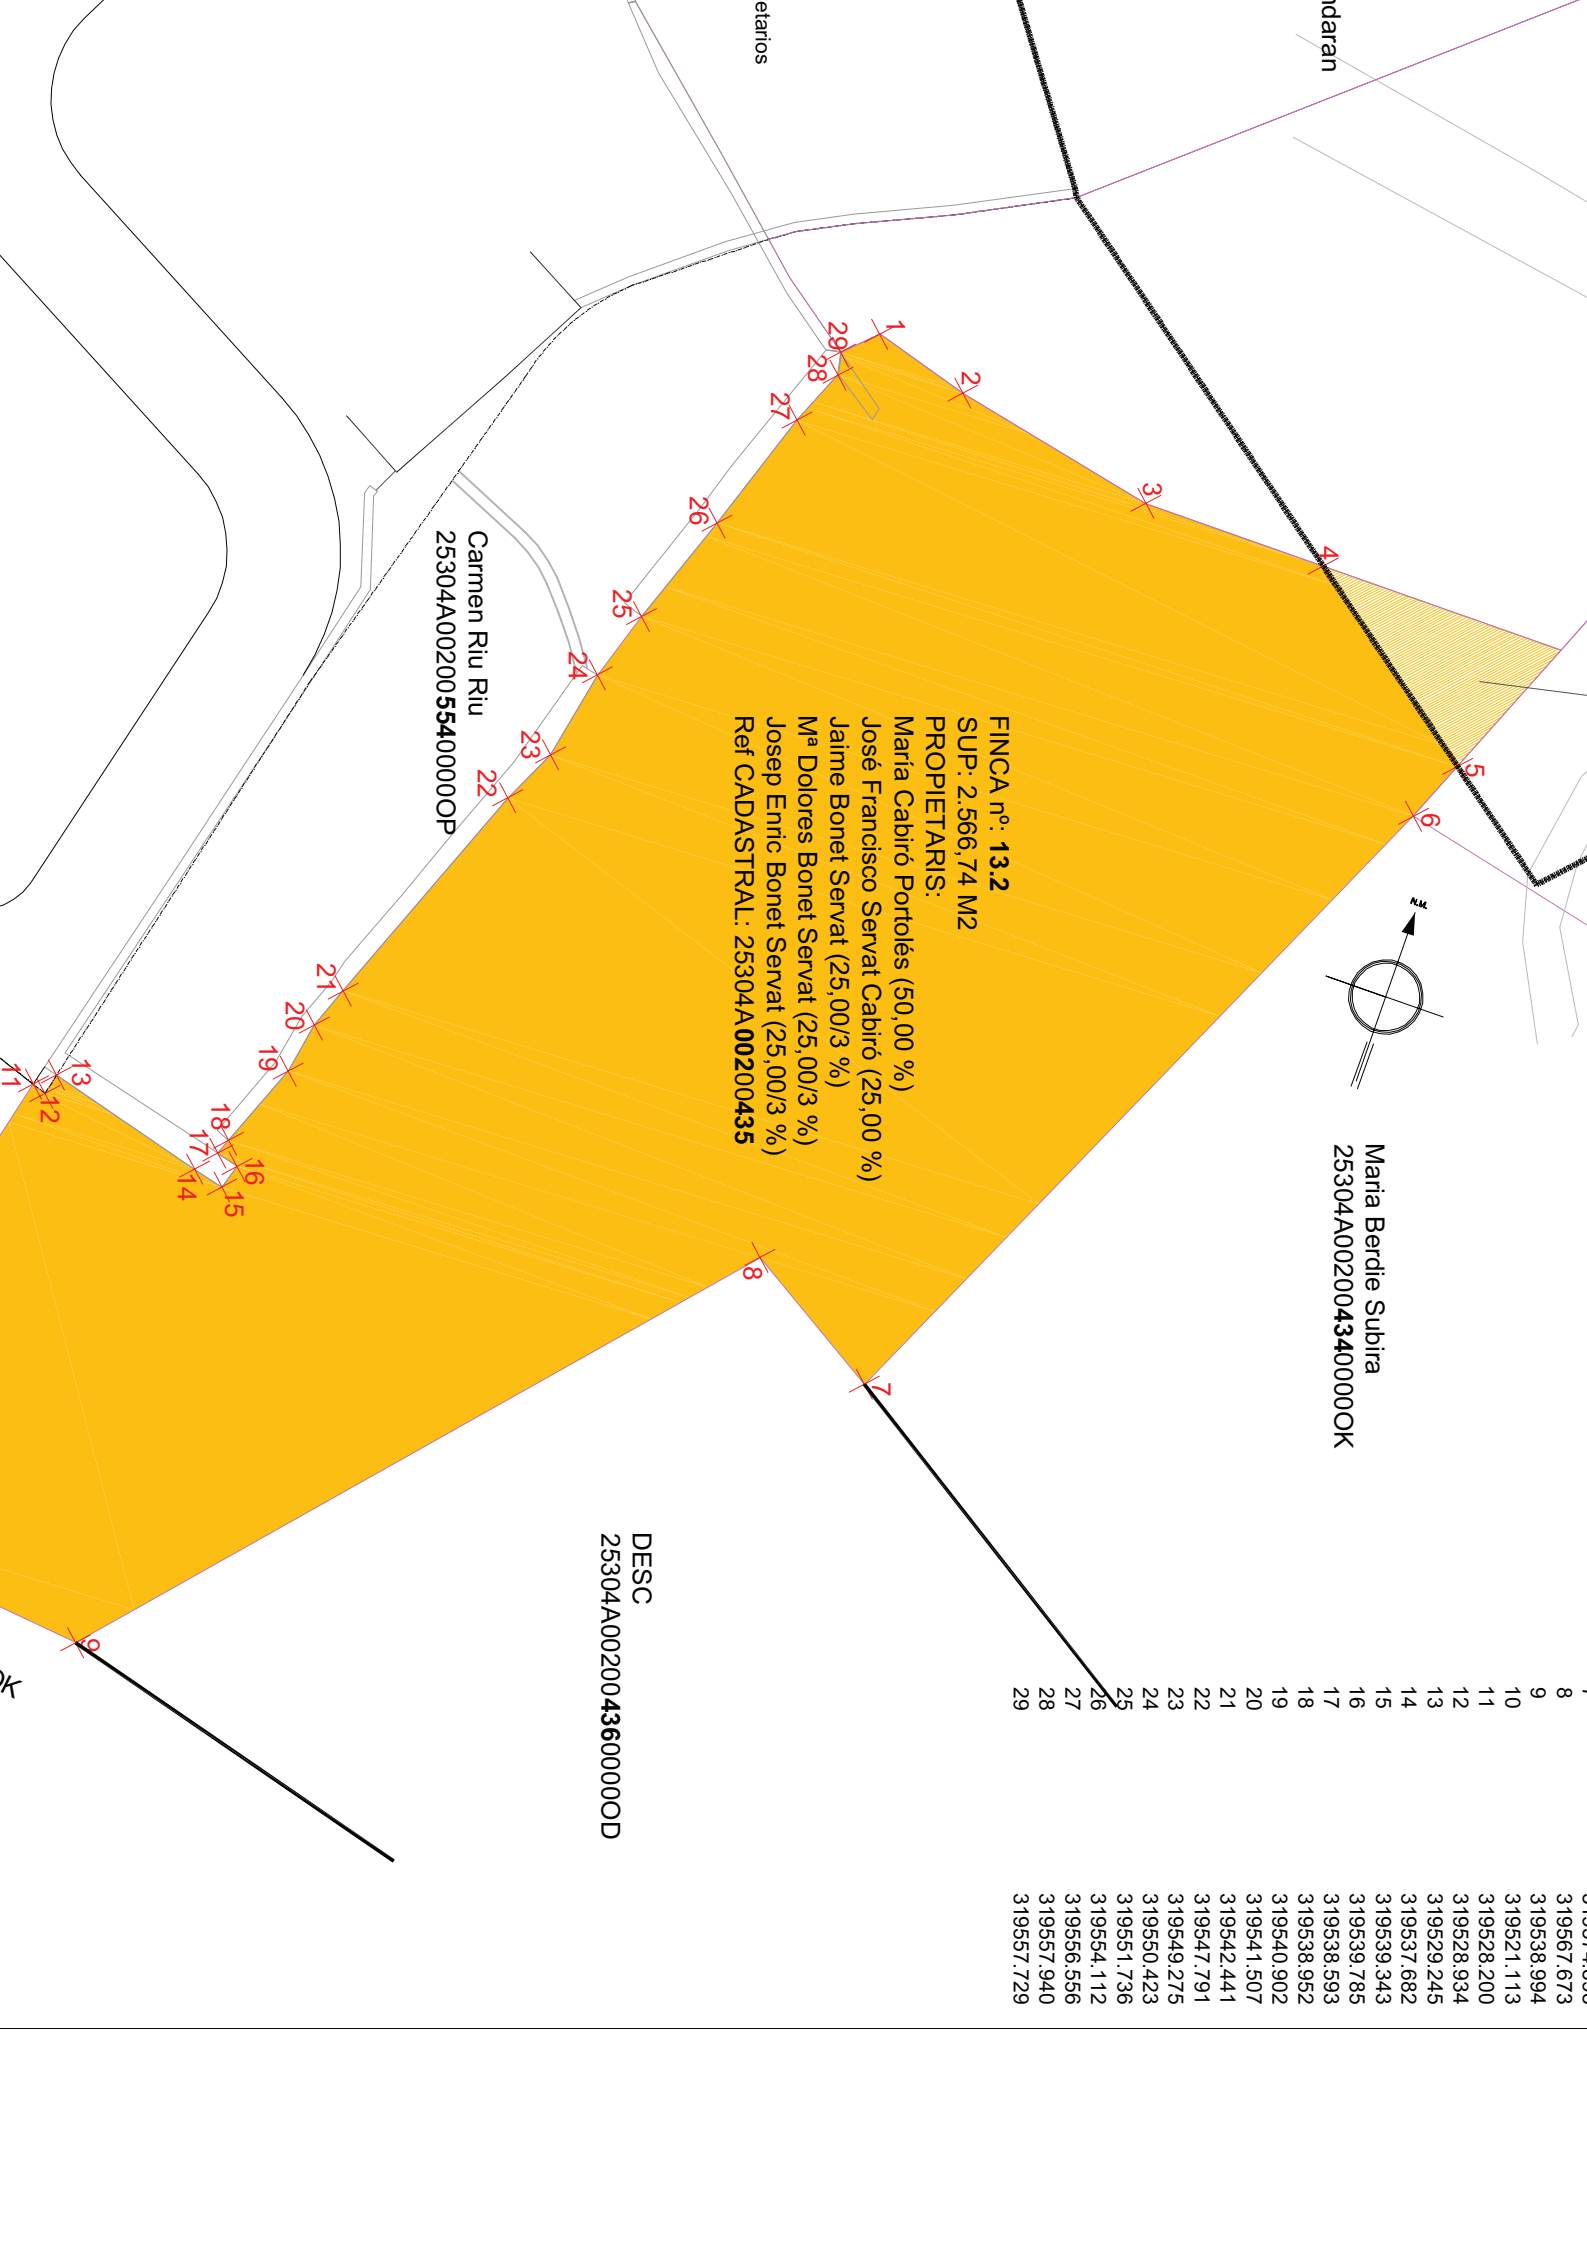 ndaran
etarios
FINCA nº: 13.2
SUP: 2.566,74 M2
PROPIETARIS:
María Cabiró Portolés (50,00 %)
José Francisco Servat Cabiró (25,00 %)
Jaime Bonet Servat (25,00/3 %)
Mª Dolores Bonet Servat (25,00/3 %)
Josep Enric Bonet Servat (25,00/3 %)
Ref CADASTRAL: 25304A00200435
Carmen Riu Riu
25304A002005540000OP
Maria Berdie Subira
25304A002004340000OK
DESC
25304A002004360000OD
N.M.
OK
1
2
3
4
5
6
7
8
9
11
12
13
14
15
16
17
18
19
20
21
22
23
24
25
26
27
28
29
8 319567.673
9 319538.994
10 319521.113
11 319528.200
12 319528.934
13 319529.245
14 319537.682
15 319539.343
16 319539.785
17 319538.593
18 319538.952
19 319540.902
20 319541.507
21 319542.441
22 319547.791
23 319549.275
24 319550.423
25 319551.736
26 319554.112
27 319556.556
28 319557.940
29 319557.729